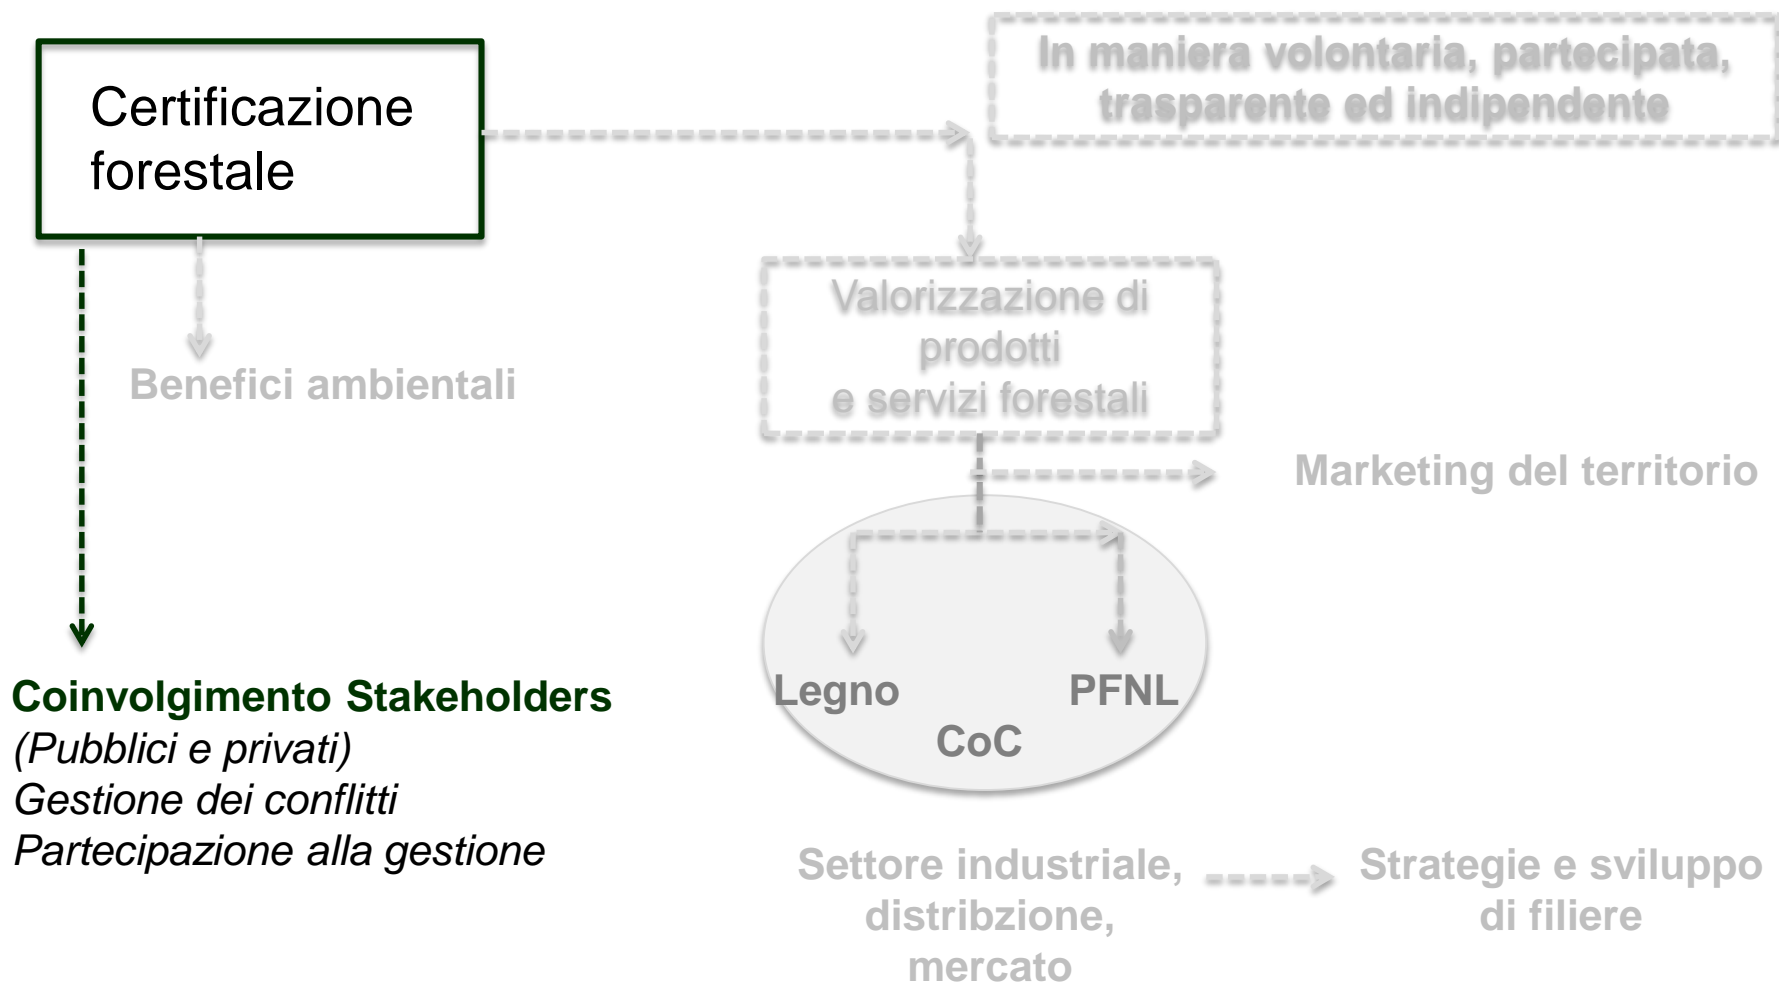 Certificazione
forestale
In maniera volontaria, partecipata,
trasparente ed indipendente
Valorizzazione di
prodotti
e servizi forestali
Benefici ambientali
Marketing del territorio
Legno
PFNL
CoC
Coinvolgimento Stakeholders
(Pubblici e privati)
Gestione dei conflitti
Partecipazione alla gestione
Settore industriale,
distribzione,
mercato
Strategie e sviluppo
di filiere